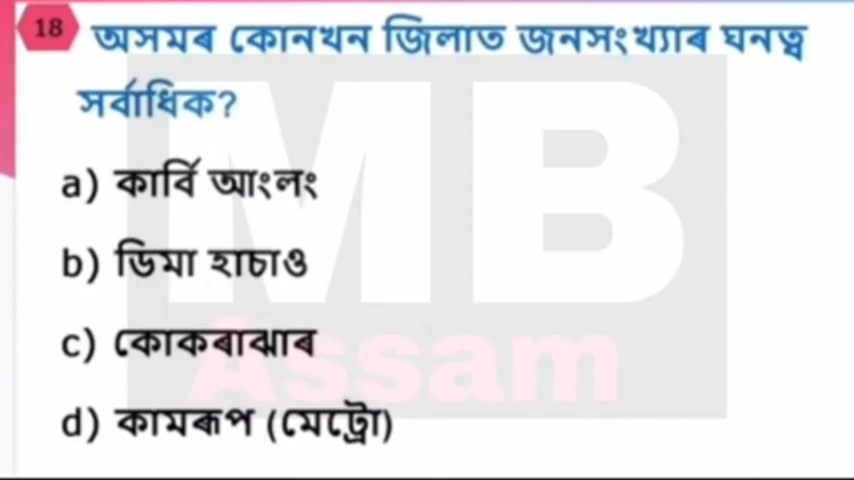 18 অসমৰ কোনখন জিলাত জনসংখ্যাৰ ঘনত্ব
সৰ্বাধিক?
a) কাৰ্বি আংলং
b) ডিমা হাচাও
c) কোকৰাঝাৰ
d) কামৰূপ (মেট্ৰো)
MB
Assam